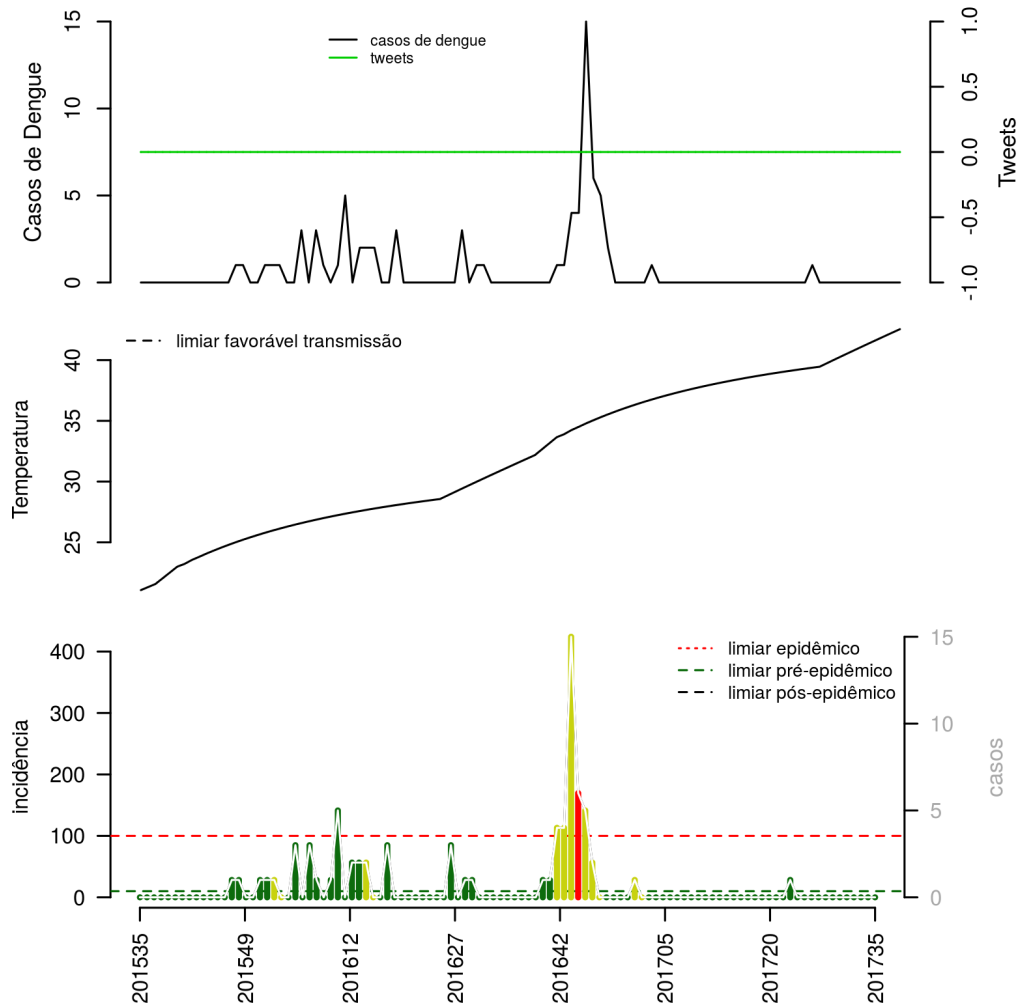 15
10
5
0
Casos de Dengue
casos de dengue
tweets
1.0
0.5
0.0
-0.5
-1.0
Tweets
limiar favorável transmissão
40
35
30
25
Temperatura
400
300
200
100
0
incidência
limiar epidêmico
limiar pré-epidêmico
limiar pós-epidêmico
15
10
5
0
casos
201535
201549
201612
201627
201642
201705
201720
201735